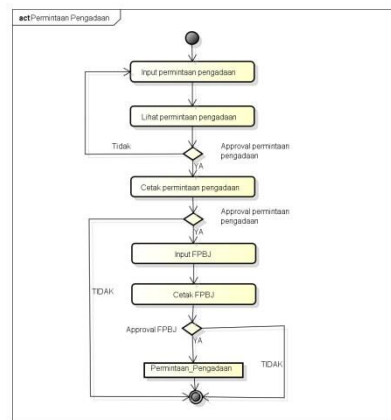 act Permintaan Pengadaan
Input permintaan pengadaan
Lihat permintaan pengadaan
Tidak
Approval permintaan
pengadaan
YA
Cetak permintaan pengadaan
Approval permintaan
pengadaan
YA
Input FPBJ
TIDAK
Cetak FPBJ
Approval FPBJ
YA
Permintaan_Pengadaan
TIDAK